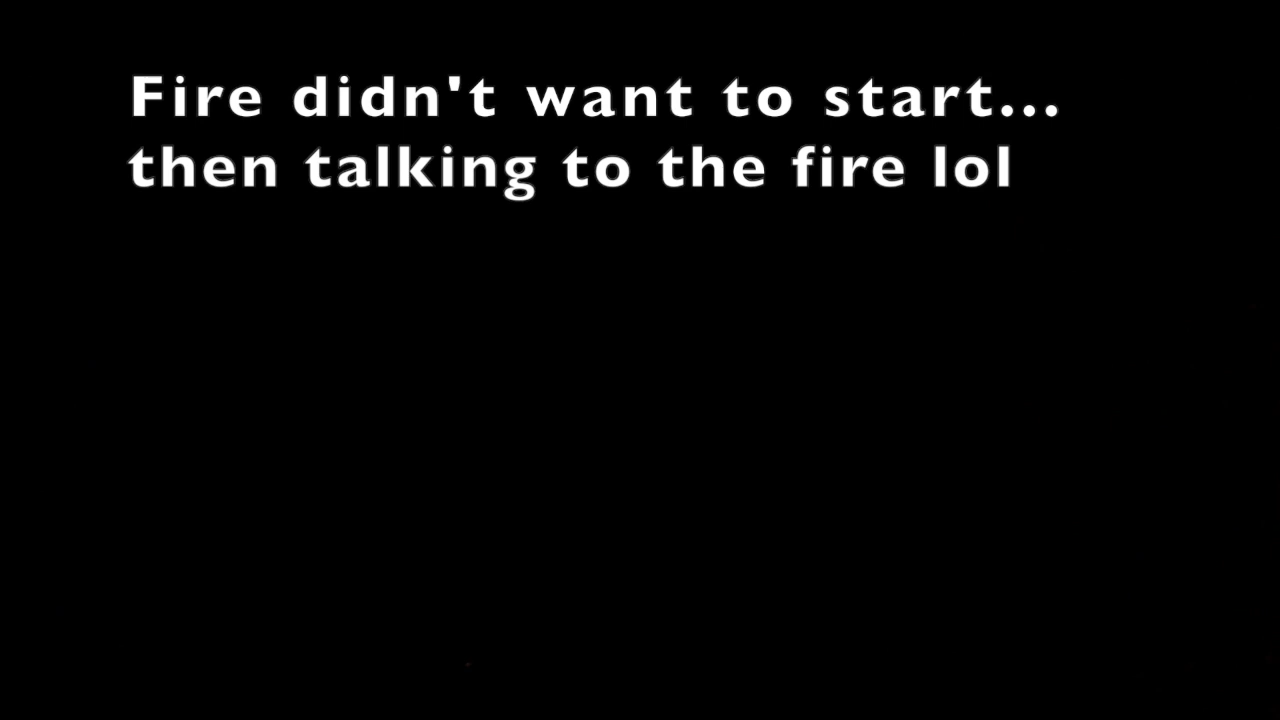 Fire didn't want to start...
then talking to the fire lol